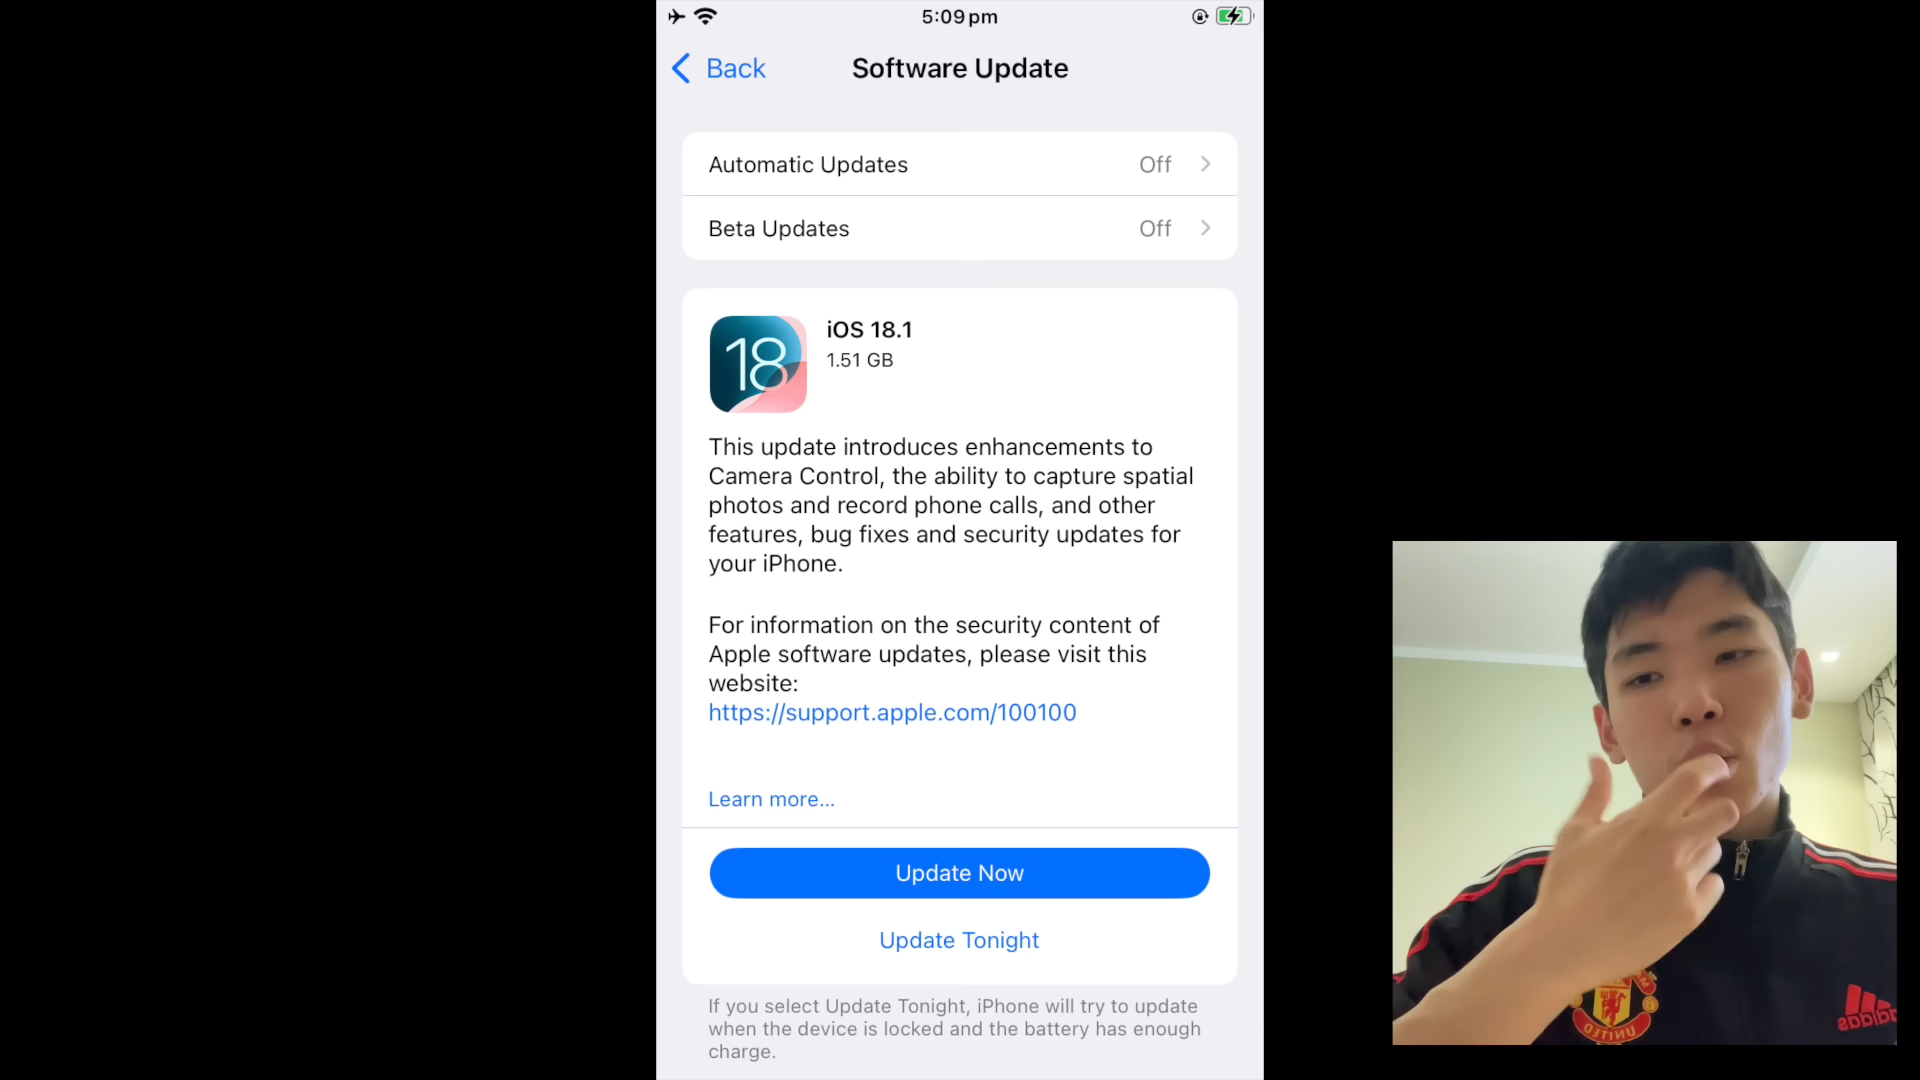 5:09 pm
Back
Software Update
Automatic Updates Off
Beta Updates Off
18
iOS 18.1
1.51 GB
This update introduces enhancements to
Camera Control, the ability to capture spatial
photos and record phone calls, and other
features, bug fixes and security updates for
your iPhone.
For information on the security content of
Apple software updates, please visit this
website:
https://support.apple.com/100100
Learn more...
Update Now
Update Tonight
If you select Update Tonight, iPhone will try to update
when the device is locked and the battery has enough
charge.
UNITED
adidas